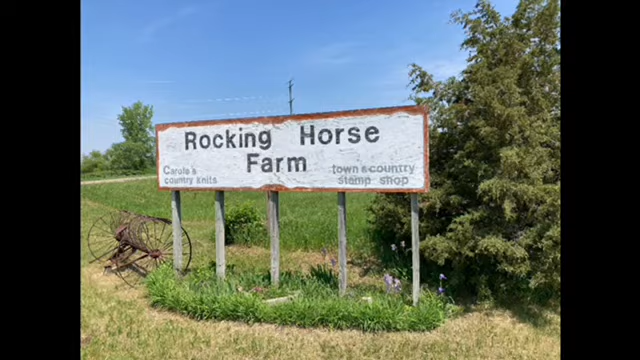 Rocking Horse
Farm
Carole's
country knits
town & country
stamp shop